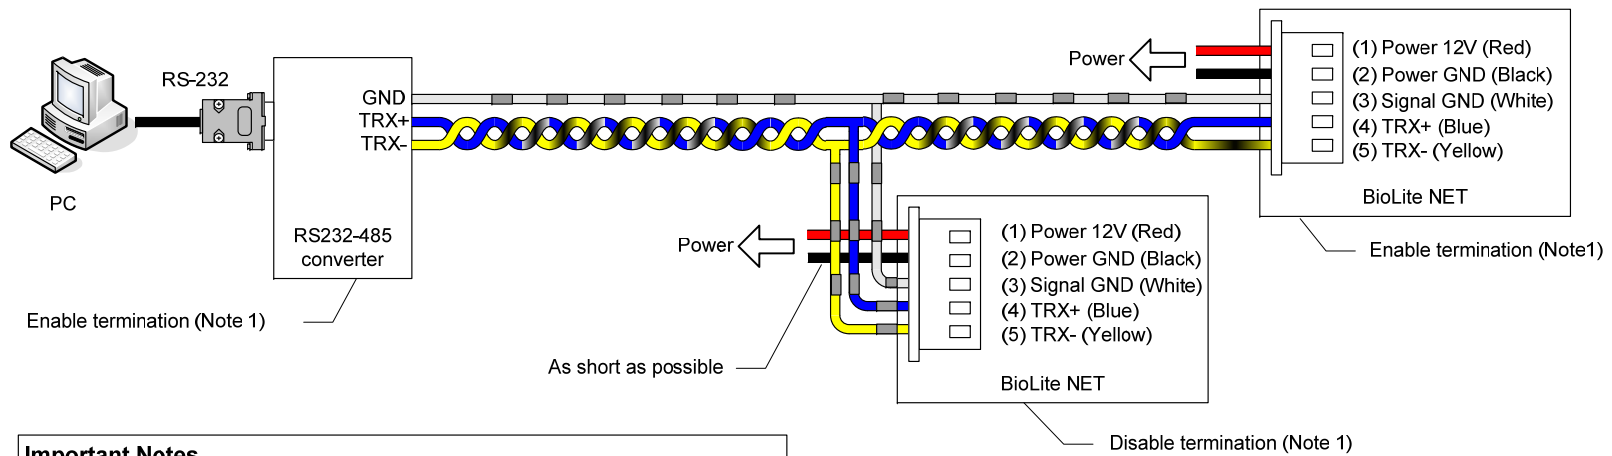 RS-232
PC
GND
TRX+
TRX-
RS232-485
converter
Enable termination (Note 1)
Power
(1) Power 12V (Red)
(2) Power GND (Black)
(3) Signal GND (White)
(4) TRX+ (Blue)
(5) TRX- (Yellow)
BioLite NET
Enable termination (Note1)
Power
(1) Power 12V (Red)
(2) Power GND (Black)
(3) Signal GND (White)
(4) TRX+ (Blue)
(5) TRX- (Yellow)
BioLite NET
As short as possible
Disable termination (Note 1)
Important Notes